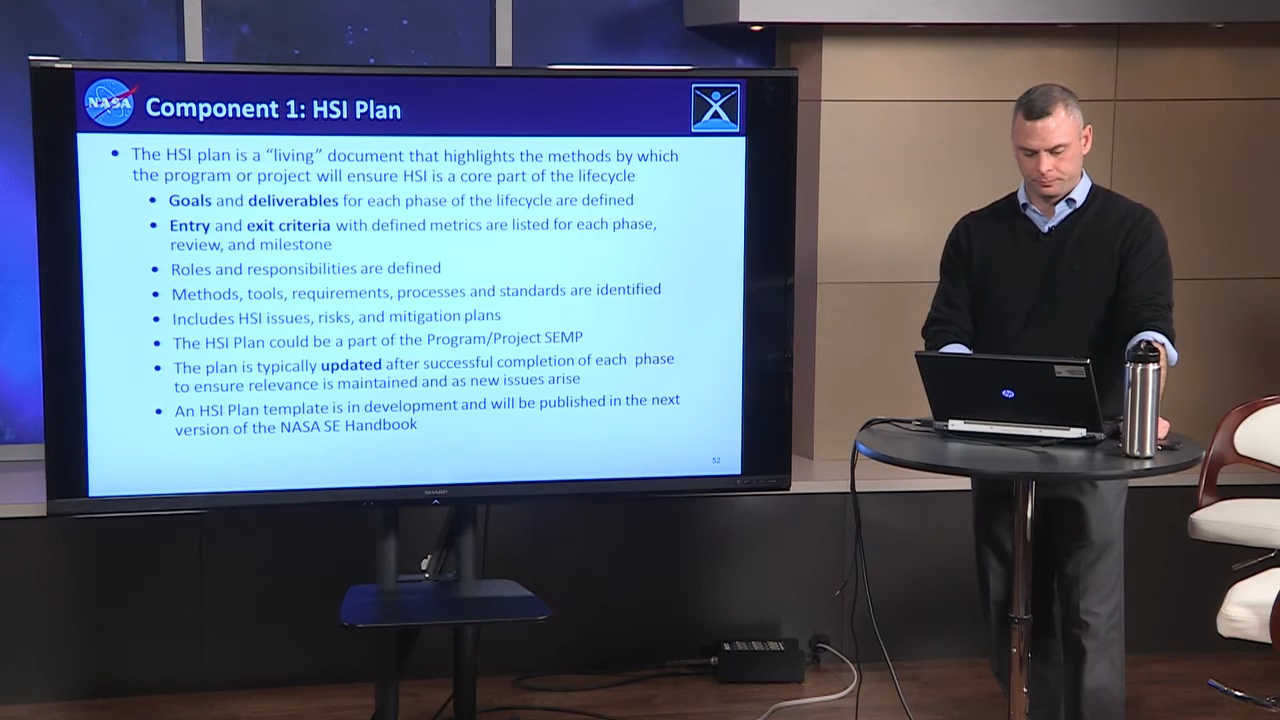 NASA
Component 1: HSI Plan
• The HSI plan is a “living” document that highlights the methods by which
the program or project will ensure HSI is a core part of the lifecycle
• Goals and deliverables for each phase of the lifecycle are defined
• Entry and exit criteria with defined metrics are listed for each phase,
review, and milestone
• Roles and responsibilities are defined
• Methods, tools, requirements, processes and standards are identified
• Includes HSI issues, risks, and mitigation plans
• The HSI Plan could be a part of the Program/Project SEMP
• The plan is typically updated after successful completion of each phase
to ensure relevance is maintained and as new issues arise
• An HSI Plan template is in development and will be published in the next
version of the NASA SE Handbook
52
SHARP
hp